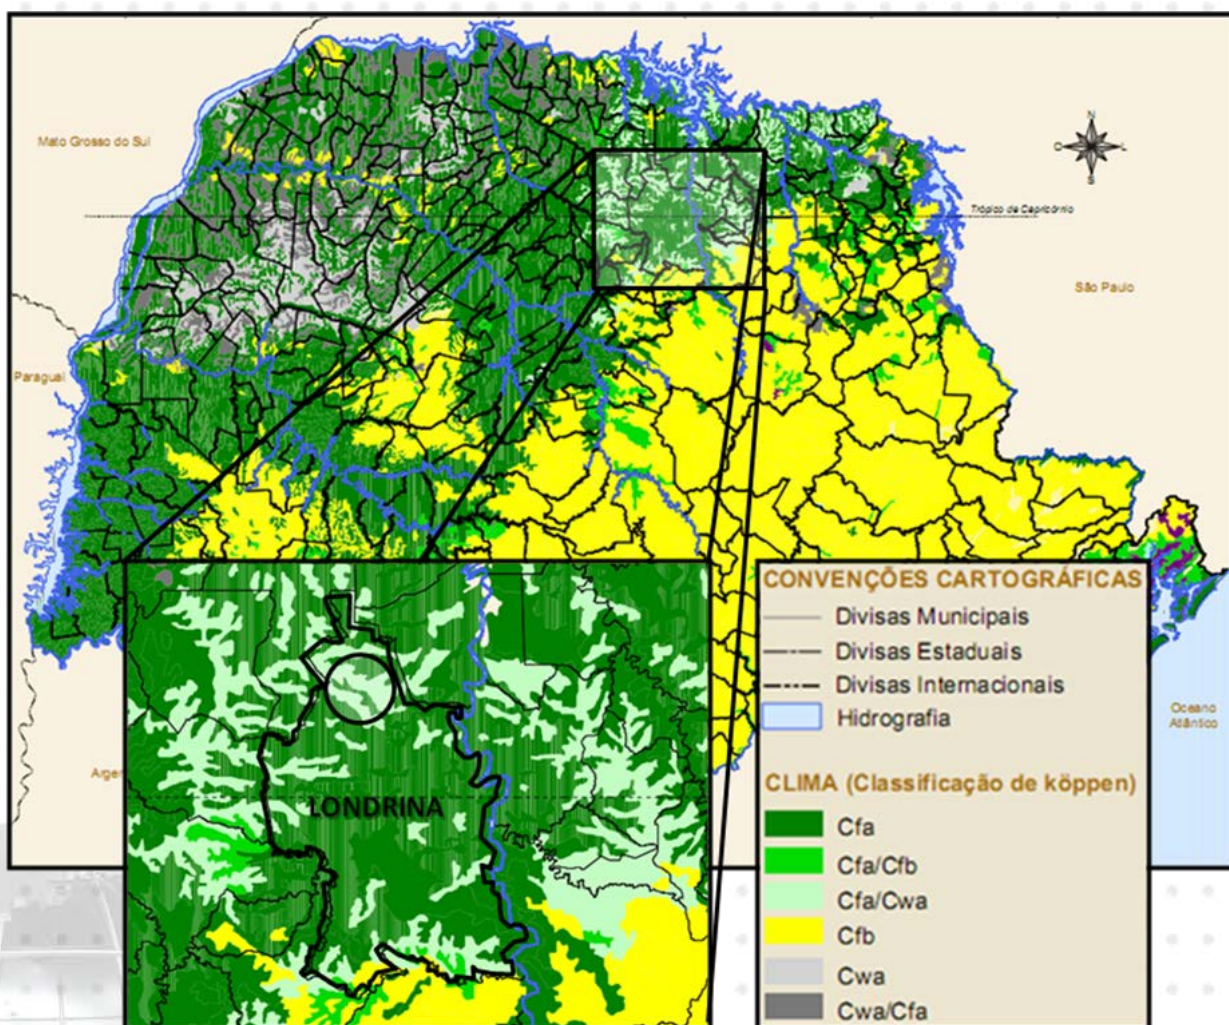 Mato Grosso do Sul
N
O
L
S
Trópico de Capricórnio
São Paulo
Paraguai
Argen
Oceano
Atlântico
LONDRINA
CONVENÇÕES CARTOGRÁFICAS
Divisas Municipais
Divisas Estaduais
Divisas Internacionais
Hidrografia
CLIMA (Classificação de köppen)
Cfa
Cfa/Cfb
Cfa/Cwa
Cfb
Cwa
Cwa/Cfa